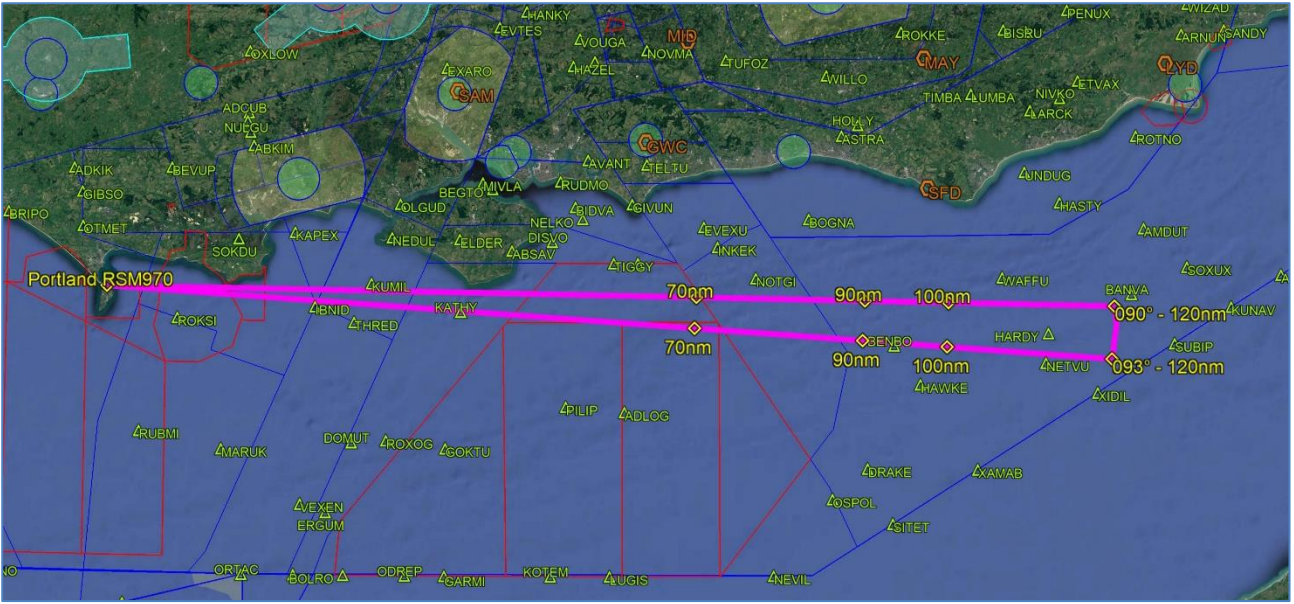 HANKY
PENUX
WIZAD
EVTES
VOUGA
MID
NOVMA
ROKKE
BISRU
ARNUN
SANDY
OXLOW
HAZEL
TUFOZ
MAY
LYD
EXARO
SAM
WILLO
ETVAX
TIMBA
LUMBA
NIVKO
LARCK
ADCUB
NULGU
ABKIM
HOLLY
ASTRA
ROTNO
GWC
TELTU
ADKIK
BEVUP
AVANT
UNDUG
GIBSO
BEGTO
MIVLA
RUDMO
SFD
BRIPO
OLGUD
BIDVA
GIVUN
HASTY
OTMET
KAPEX
NELKO
BOGNA
SOKDU
NEDUL
ELDER
DISVO
ABSAV
EVEXU
INKEK
AMDUT
TIGGY
SOXUX
Portland RSM970
KUMIL
NOTGI
WAFFU
70nm
90nm
100nm
BANVA
090° - 120nm
KUNAV
ROKSI
IBNID
THRED
KATHY
70nm
90nm
BENBO
100nm
HARDY
SUBIP
NETVU
093° - 120nm
HAWKE
XIDIL
PILIP
ADLOG
RUBMI
MARUK
DOMUT
ROXOG
GOKTU
DRAKE
XAMAB
VEXEN
ERGUM
OSPOL
SITET
NO
ORTAC
BOLRO
ODREP
GARMI
KOTEM
LUGIS
NEVIL